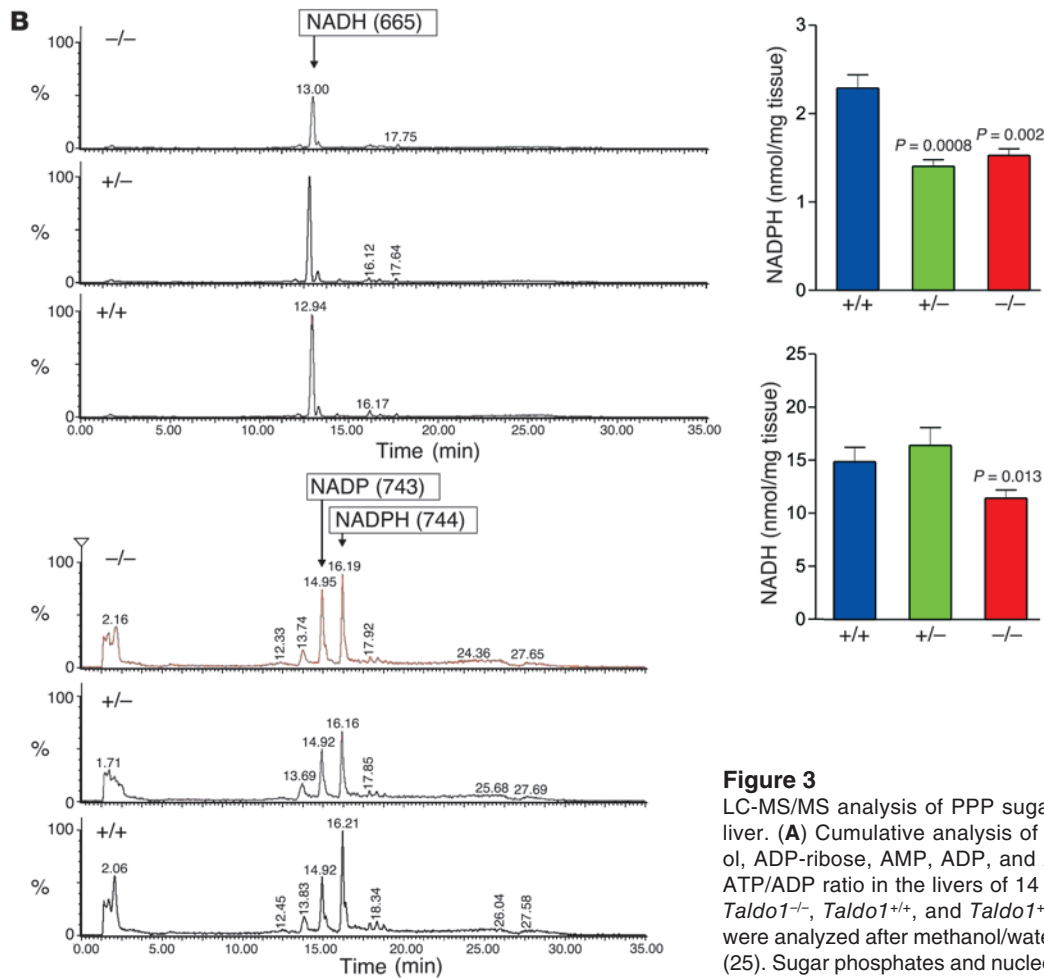 B
NADH (665)
–/–
100
%
0
13.00
17.75
+/–
100
%
0
16.12
17.64
+/+
100
%
0
12.94
16.17
0.00 5.00 10.00 15.00 20.00 25.00 30.00 35.00
Time (min)
NADP (743)
NADPH (744)
–/–
100
%
0
2.16
12.33
13.74
14.95
16.19
17.92
24.36
27.65
+/–
100
%
0
1.71
13.69
14.92
16.16
17.85
25.68
27.69
+/+
100
%
0
2.06
12.45
13.83
14.92
16.21
18.34
26.04
27.58
0.00 5.00 10.00 15.00 20.00 25.00 30.00 35.00
Time (min)
NADPH (nmol/mg tissue)
3
2
1
0
P = 0.0008
P = 0.002
+/+ +/– –/–
NADH (nmol/mg tissue)
25
20
15
10
5
0
P = 0.013
+/+ +/– –/–
Figure 3
LC-MS/MS analysis of PPP suga
liver. (A) Cumulative analysis of
ol, ADP-ribose, AMP, ADP, and
ATP/ADP ratio in the livers of 14
Taldo1–/–, Taldo1+/+, and Taldo1+
were analyzed after methanol/wate
(25). Sugar phosphates and nucleo